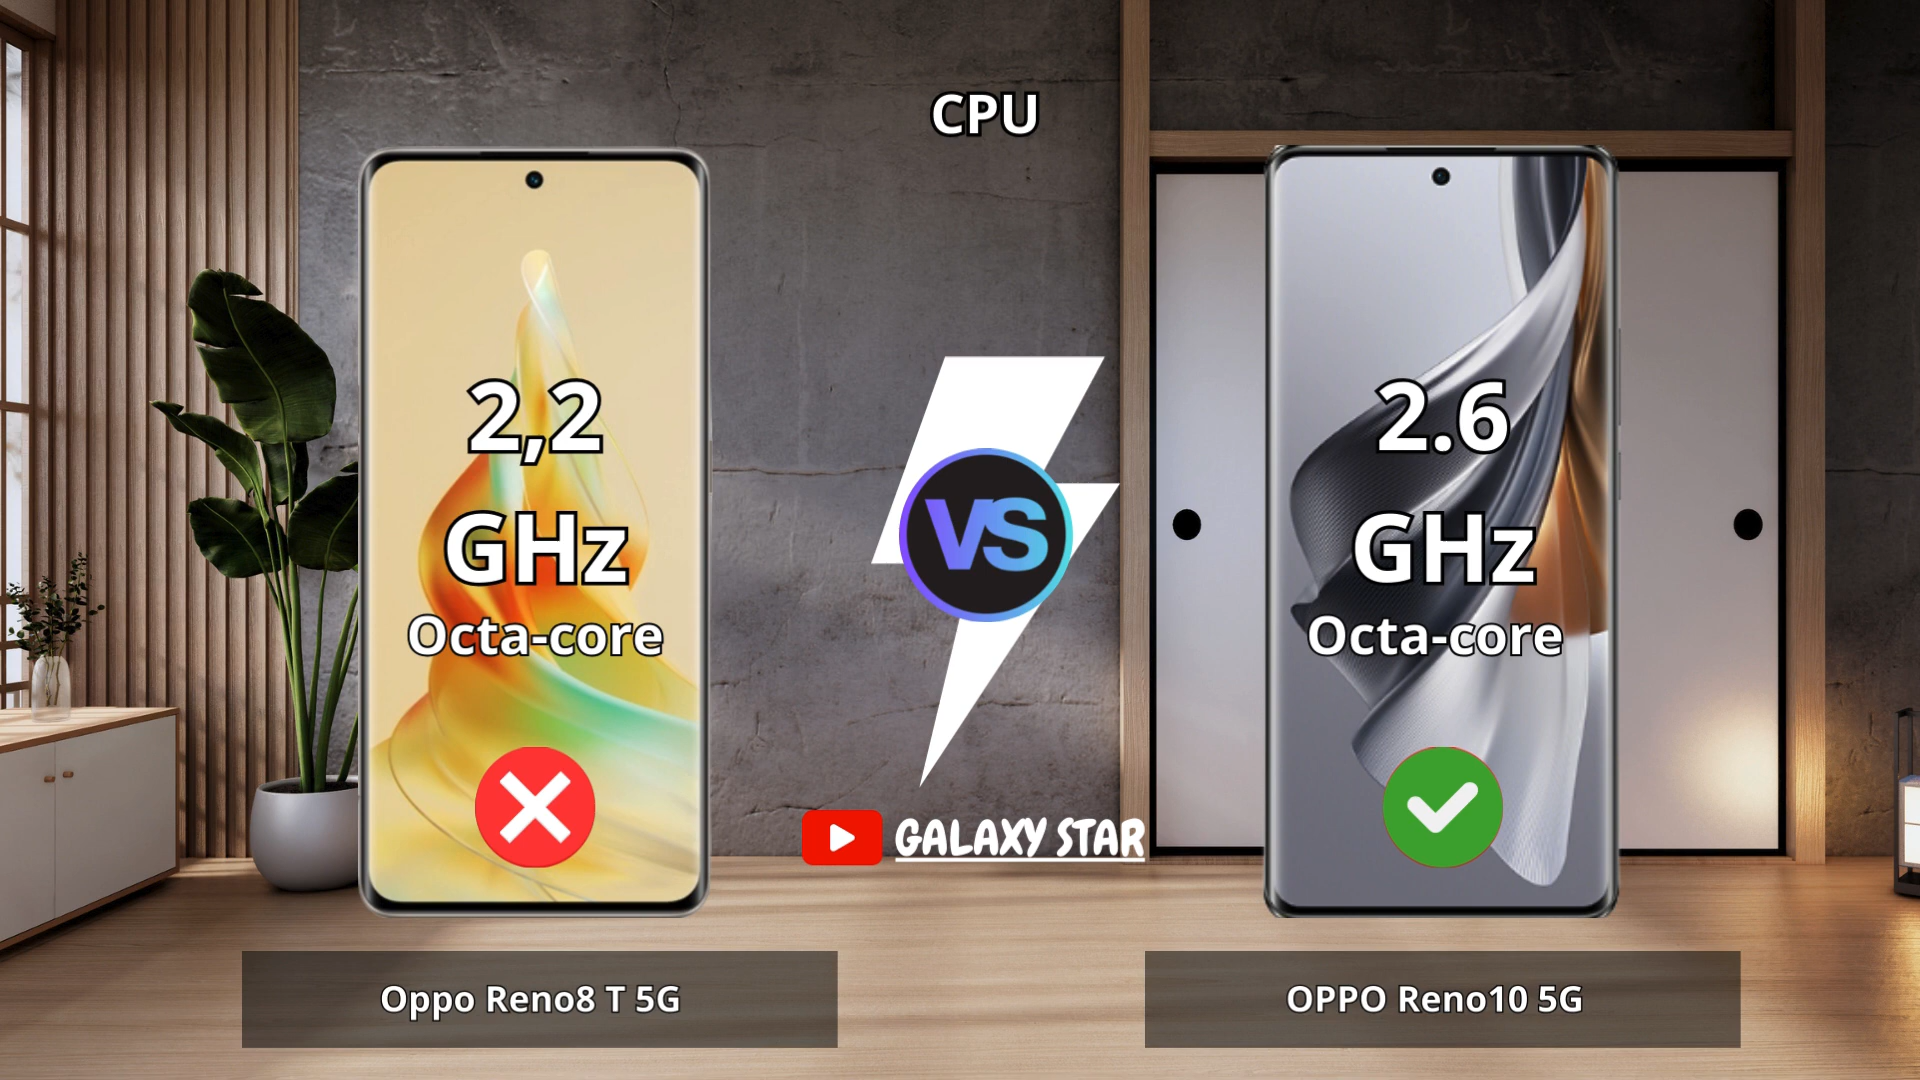 CPU
2,2
GHz
Octa-core
VS
2.6
GHz
Octa-core
GALAXY STAR
Oppo Reno8 T 5G
OPPO Reno10 5G